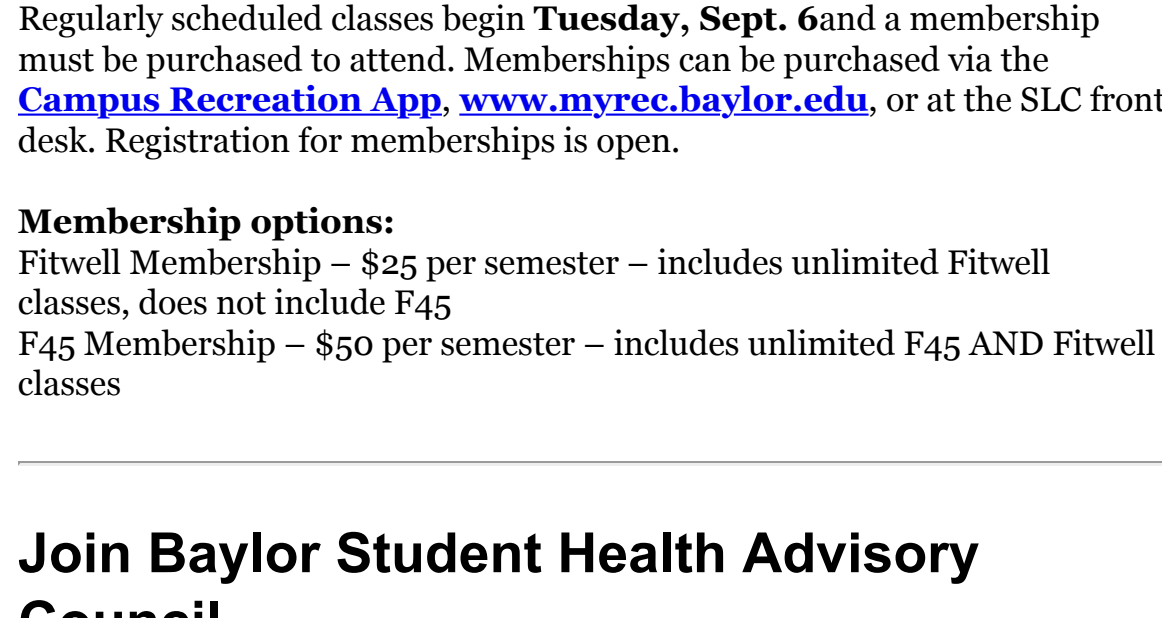 Regularly scheduled classes begin Tuesday, Sept. 6and a membership
must be purchased to attend. Memberships can be purchased via the
Campus Recreation App, www.myrec.baylor.edu, or at the SLC front
desk. Registration for memberships is open.
Membership options:
Fitwell Membership – $25 per semester – includes unlimited Fitwell
classes, does not include F45
F45 Membership – $50 per semester – includes unlimited F45 AND Fitwell
classes
Join Baylor Student Health Advisory
Council